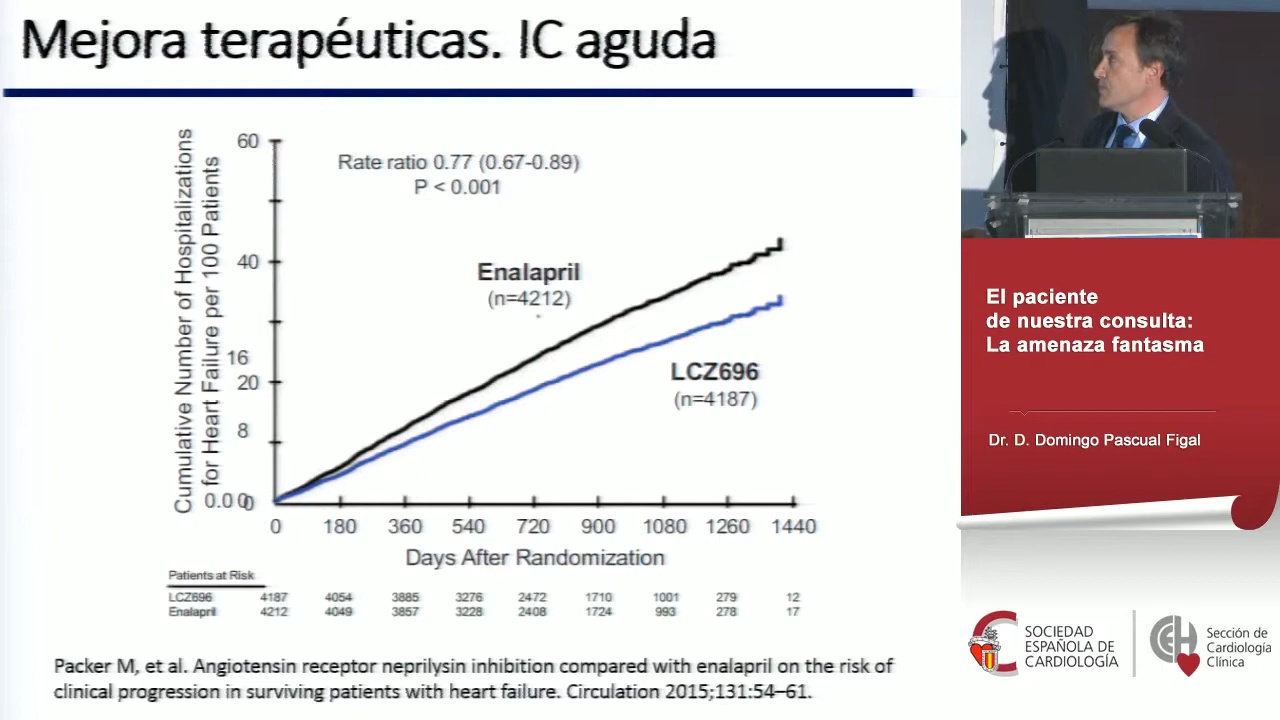 Mejora terapéuticas. IC aguda
Cumulative Number of Hospitalizations
for Heart Failure per 100 Patients
60
40
16
20
8
0.0 0
0
Rate ratio 0.77 (0.67-0.89)
P < 0.001
Enalapril
(n=4212)
LCZ696
(n=4187)
0 180 360 540 720 900 1080 1260 1440
Days After Randomization
Patients at Risk
LCZ696 4187 4054 3885 3276 2472 1710 1001 279 12
Enalapril 4212 4049 3857 3228 2408 1724 993 278 17
Packer M, et al. Angiotensin receptor neprilysin inhibition compared with enalapril on the risk of
clinical progression in surviving patients with heart failure. Circulation 2015;131:54–61.
El paciente
de nuestra consulta:
La amenaza fantasma
Dr. D. Domingo Pascual Figal
SOCIEDAD
ESPAÑOLA DE
CARDIOLOGÍA
Sección de
Cardiología
Clínica